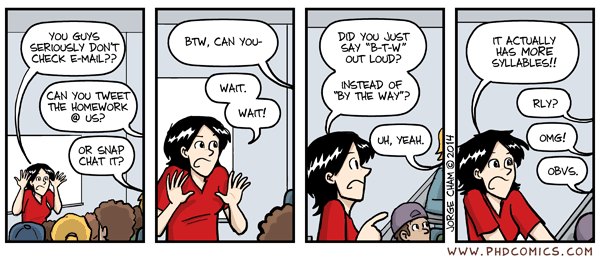 YOU GUYS
SERIOUSLY DON'T
CHECK E-MAIL??
CAN YOU TWEET
THE HOMEWORK
@ US?
OR SNAP
CHAT IT?
BTW, CAN YOU-
WAIT.
WAIT!
DID YOU JUST
SAY "B-T-W"
OUT LOUD?
INSTEAD OF
"BY THE WAY"?
UH, YEAH.
JORGE CHAM © 2014
IT ACTUALLY
HAS MORE
SYLLABLES!!
RLY?
OMG!
OBVS.
WWW.PHDCOMICS.COM